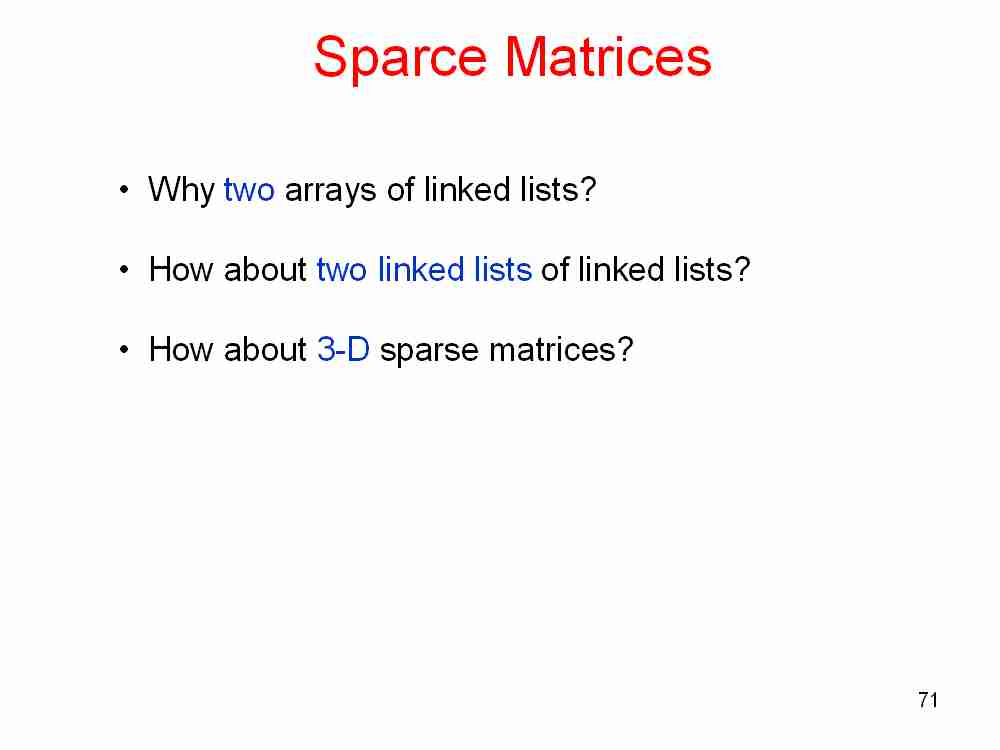 Sparce Matrices
• Why two arrays of linked lists?
• How about two linked lists of linked lists?
• How about 3-D sparse matrices?
71